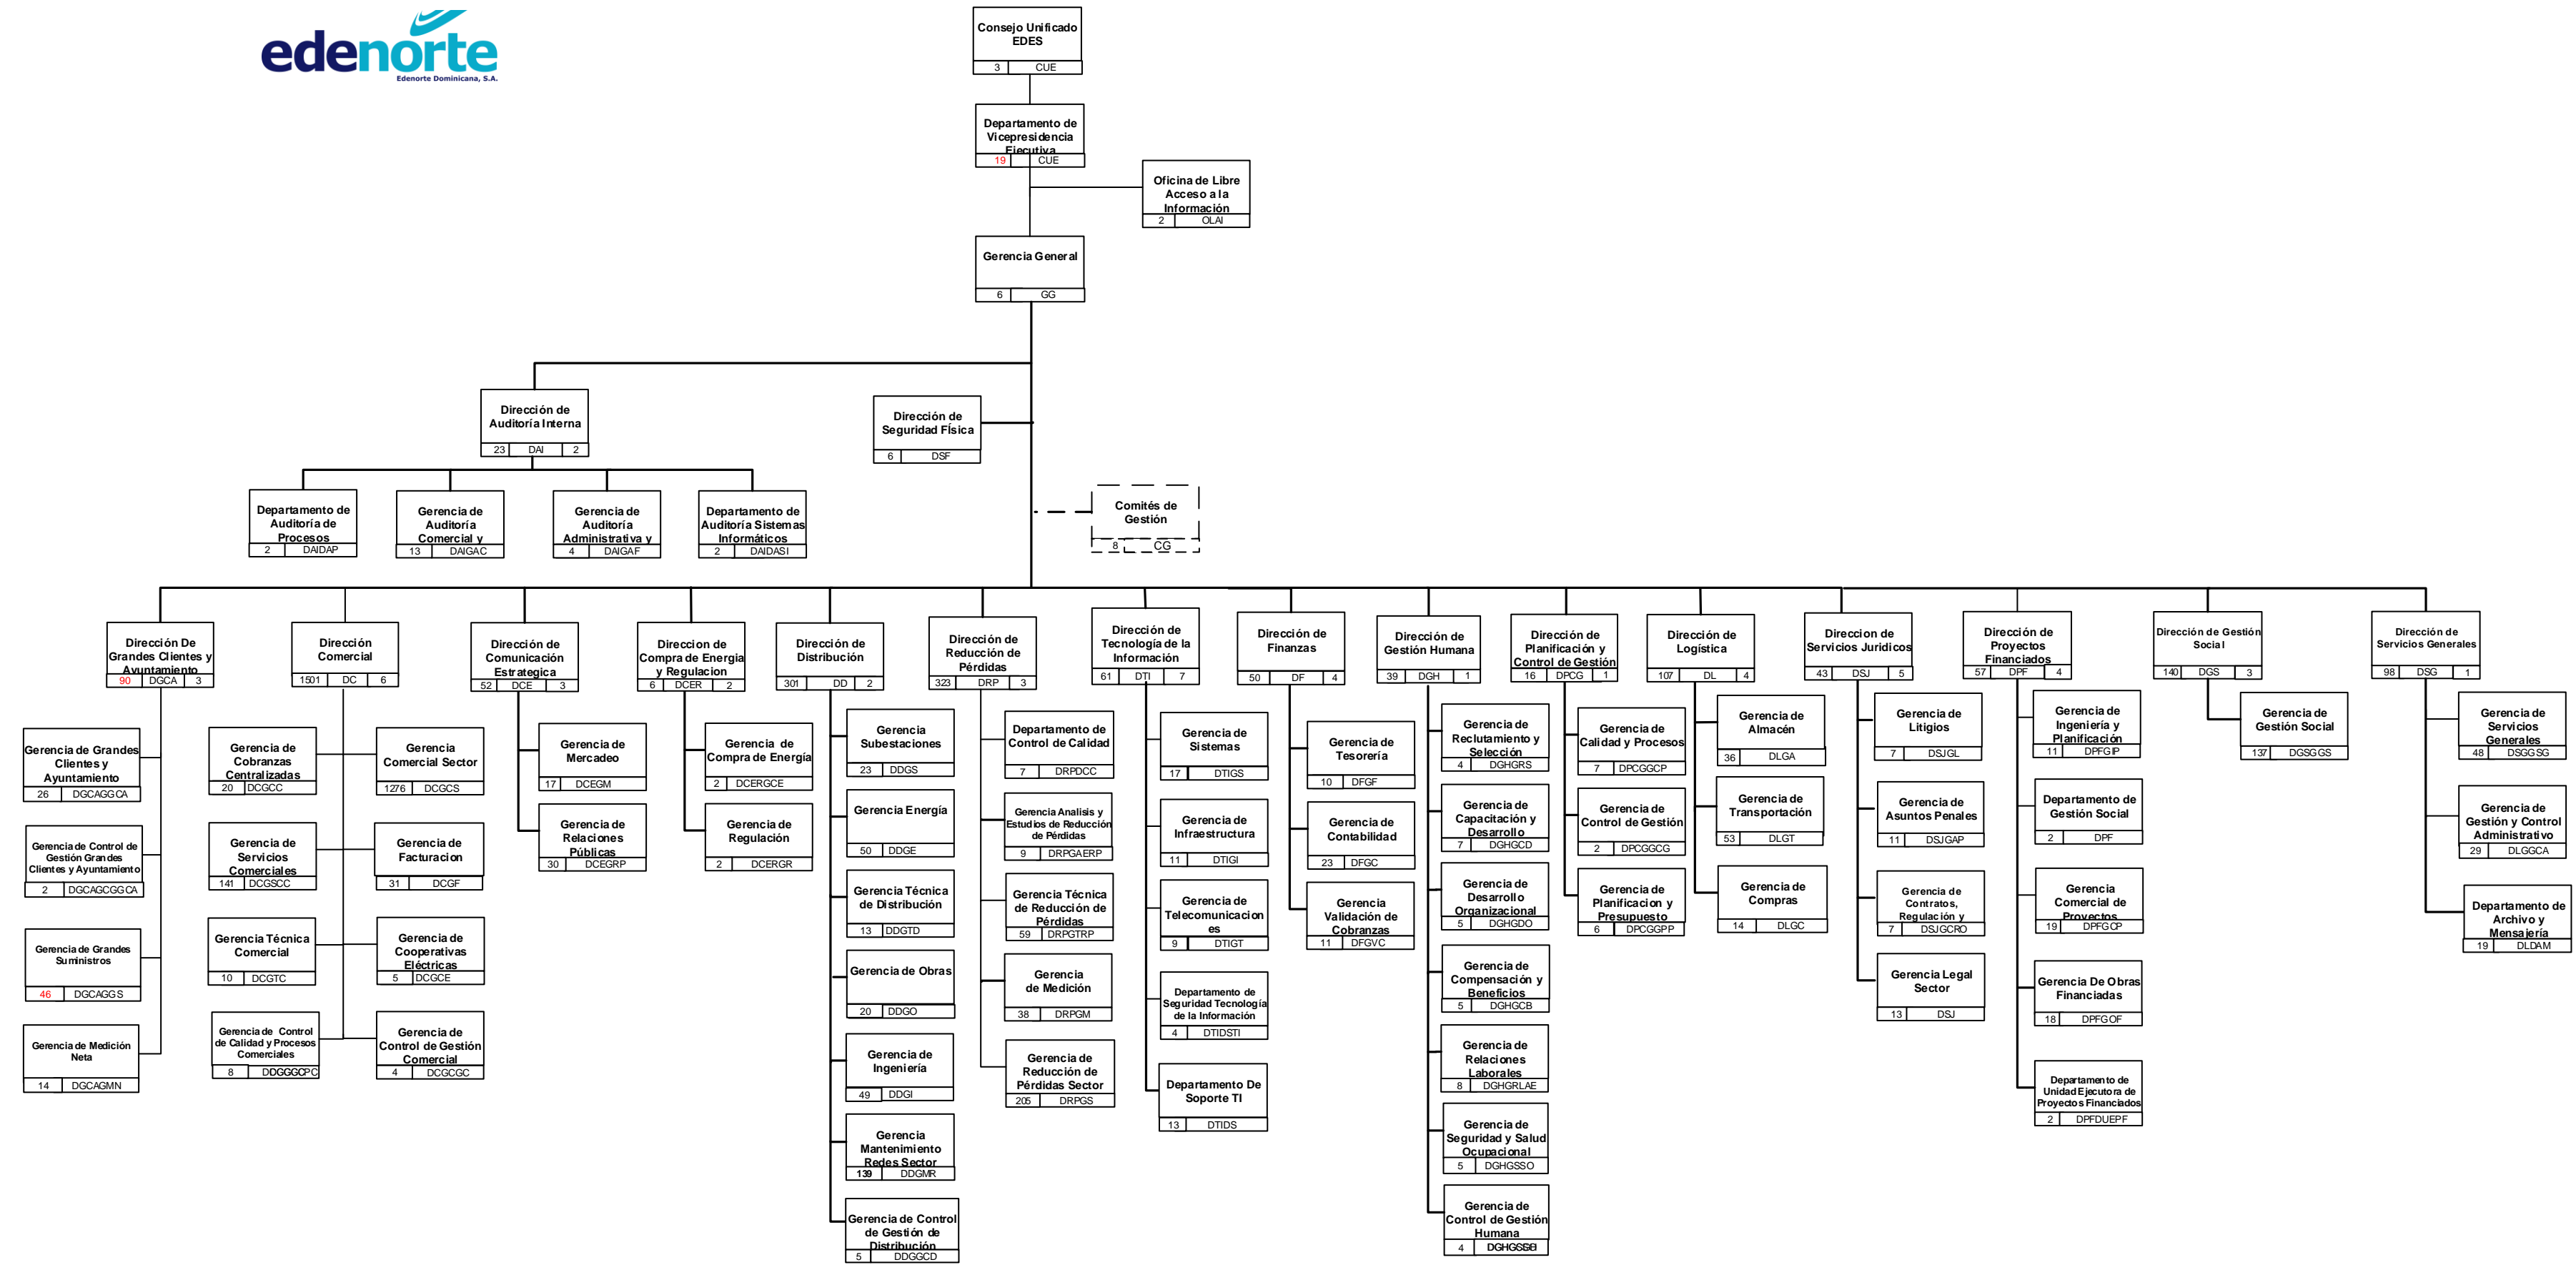 edenorte
Edenorte Dominicana, S.A.
Consejo Unificado
EDES
3 CUE
Departamento de
Vicepresidencia
Ejecutiva
19 CUE
Oficina de Libre
Acceso a la
Información
2 OLAI
Gerencia General
6 GG
Dirección de
Auditoría Interna
23 DAI 2
Dirección de
Seguridad FÍsica
6 DSF
Departamento de
Auditoría de
Procesos
2 DAIDAP
Gerencia de
Auditoría
Comercial y
13 DAIGAC
Gerencia de
Auditoría
Administrativa y
4 DAIGAF
Departamento de
Auditoría Sistemas
Informáticos
2 DAIDASI
Comités de
Gestión
8 CG
Dirección De
Grandes Clientes y
Ayuntamiento
90 DGCA 3
Gerencia de Grandes
Clientes y
Ayuntamiento
26 DGCAGGCA
Gerencia de Control de
Gestión Grandes
Clientes y Ayuntamiento
2 DGCAGCGGCA
Gerencia de Grandes
Suministros
46 DGCAGGS
Gerencia de Medición
Neta
14 DGCAGMN
Dirección
Comercial
1501 DC 6
Gerencia de
Cobranzas
Centralizadas
20 DCGCC
Gerencia
Comercial Sector
1276 DCGCS
Gerencia de
Servicios
Comerciales
141 DCGSCC
Gerencia de
Facturacion
31 DCGF
Gerencia Técnica
Comercial
10 DCGTC
Gerencia de
Cooperativas
Eléctricas
5 DCGCE
Gerencia de Control
de Calidad y Procesos
Comerciales
8
Gerencia de
Control de Gestión
Comercial
4 DCGCGC
Dirección de
Comunicación
Estrategica
52 DCE 3
Gerencia de
Mercadeo
17 DCEGM
Gerencia de
Relaciones
Públicas
30 DCEGRP
Direccion de
Compra de Energia
y Regulacion
6 DCER 2
Gerencia de
Compra de Energía
2 DCERGCE
Gerencia de
Regulación
2 DCERGR
Dirección de
Distribución
301 DD 2
Gerencia
Subestaciones
23 DDGS
Gerencia Energía
50 DDGE
Gerencia Técnica
de Distribución
13 DDGTD
Gerencia de Obras
20 DDGO
Gerencia de
Ingeniería
49 DDGI
Gerencia
Mantenimiento
Redes Sector
139 DDGMR
Gerencia de Control
de Gestión de
Distribución
5 DDGGCD
Dirección de
Reducción de
Pérdidas
323 DRP 3
Departamento de
Control de Calidad
7 DRPDCC
Gerencia Analisis y
Estudios de Reducción
de Pérdidas
9 DRPGAERP
Gerencia Técnica
de Reducción de
Pérdidas
59 DRPGTRP
Gerencia
de Medición
38 DRPGM
Gerencia de
Reducción de
Pérdidas Sector
205 DRPGS
Dirección de
Tecnología de la
Información
61 DTI 7
Gerencia de
Sistemas
17 DTIGS
Gerencia de
Infraestructura
11 DTIGI
Gerencia de
Telecomunicacion
es
9 DTIGT
Departamento de
Seguridad Tecnología
de la Información
4 DTIDSTI
Departamento De
Soporte TI
13 DTIDS
Dirección de
Finanzas
50 DF 4
Gerencia de
Tesorería
10 DFGF
Gerencia de
Contabilidad
23 DFGC
Gerencia
Validación de
Cobranzas
11 DFGVC
Dirección de
Gestión Humana
39 DGH 1
Gerencia de
Reclutamiento y
Selección
4 DGHGRS
Gerencia de
Capacitación y
Desarrollo
7 DGHGCD
Gerencia de
Desarrollo
Organizacional
5 DGHGDO
Gerencia de
Compensación y
Beneficios
5 DGHGCB
Gerencia de
Relaciones
Laborales
8 DGHGRLAE
Gerencia de
Seguridad y Salud
Ocupacional
5 DGHGSSO
Gerencia de
Control de Gestión
Humana
4
Dirección de
Planificación y
Control de Gestión
16 DPCG 1
Gerencia de
Calidad y Procesos
7 DPCGGCP
Gerencia de
Control de Gestión
2 DPCGGCG
Gerencia de
Planificacion y
Presupuesto
6 DPCGGPP
Dirección de
Logística
107 DL 4
Gerencia de
Almacén
36 DLGA
Gerencia de
Transportación
53 DLGT
Gerencia de
Compras
14 DLGC
Direccion de
Servicios Juridicos
43 DSJ 5
Gerencia de
Litigios
7 DSJGL
Gerencia de
Asuntos Penales
11 DSJGAP
Gerencia de
Contratos,
Regulación y
7 DSJGCRO
Gerencia Legal
Sector
13 DSJ
Dirección de
Proyectos
Financiados
57 DPF 4
Gerencia de
Ingeniería y
Planificación
11 DPFGIP
Departamento de
Gestión Social
2 DPF
Gerencia
Comercial de
Proyectos
19 DPFGCP
Gerencia De Obras
Financiadas
18 DPFGOF
Departamento de
Unidad Ejecutora de
Proyectos Financiados
2 DPFDUEPF
Dirección de Gestión
Social
140 DGS 3
Gerencia de
Gestión Social
137 DGSGGS
Dirección de
Servicios Generales
98 DSG 1
Gerencia de
Servicios
Generales
48 DSGGSG
Gerencia de
Gestión y Control
Administrativo
29 DLGGCA
Departamento de
Archivo y
Mensajería
19 DLDAM